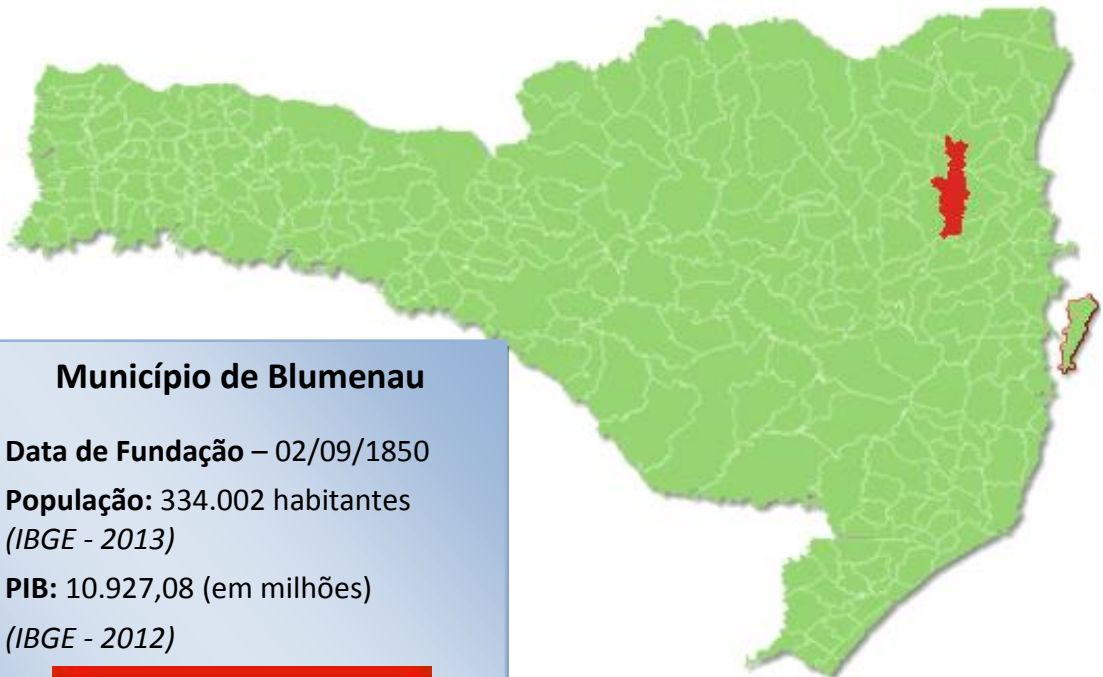 Município de Blumenau
Data de Fundação – 02/09/1850
População: 334.002 habitantes
(IBGE - 2013)
PIB: 10.927,08 (em milhões)
(IBGE - 2012)